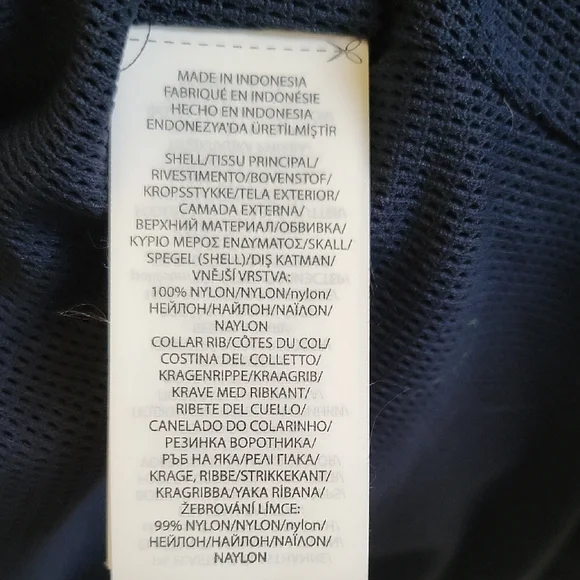 MADE IN INDONESIA
FABRIQUÉ EN INDONÉSIE
HECHO EN INDONESIA
ENDONEZYA'DA ÜRETİLMİŞTİR
SHELL/TISSU PRINCIPAL/
RIVESTIMENTO/BOVENSTOF/
KROPSSTYKKE/TELA EXTERIOR/
CAMADA EXTERNA/
ВЕРХНИЙ МАТЕРИАЛ/ОБВИВКА/
ΚΥΡΙΟ ΜΕΡΟΣ ΕΝΔΥΜΑΤΟΣ/SKALL/
SPEGEL (SHELL)/DIŞ KATMAN/
VNĚJŠÍ VRSTVA:
100% NYLON/NYLON/nylon/
НЕЙЛОН/НАЙЛОН/ΝΑΪΛΟΝ/
NAYLON
COLLAR RIB/CÔTES DU COL/
COSTINA DEL COLLETTO/
KRAGENRIPPE/KRAAGRIB/
KRAVE MED RIBKANT/
RIBETE DEL CUELLO/
CANELADO DO COLARINHO/
РЕЗИНКА ВОРОТНИКА/
РЪБ НА ЯКА/ΡΕΛΙ ΓΙΑΚΑ/
KRAGE, RIBBE/STRIKKEKANT/
KRAGRIBBA/YAKA RİBANA/
ŽEBROVÁNÍ LÍMCE:
99% NYLON/NYLON/nylon/
НЕЙЛОН/НАЙЛОН/ΝΑΪΛΟΝ/
NAYLON